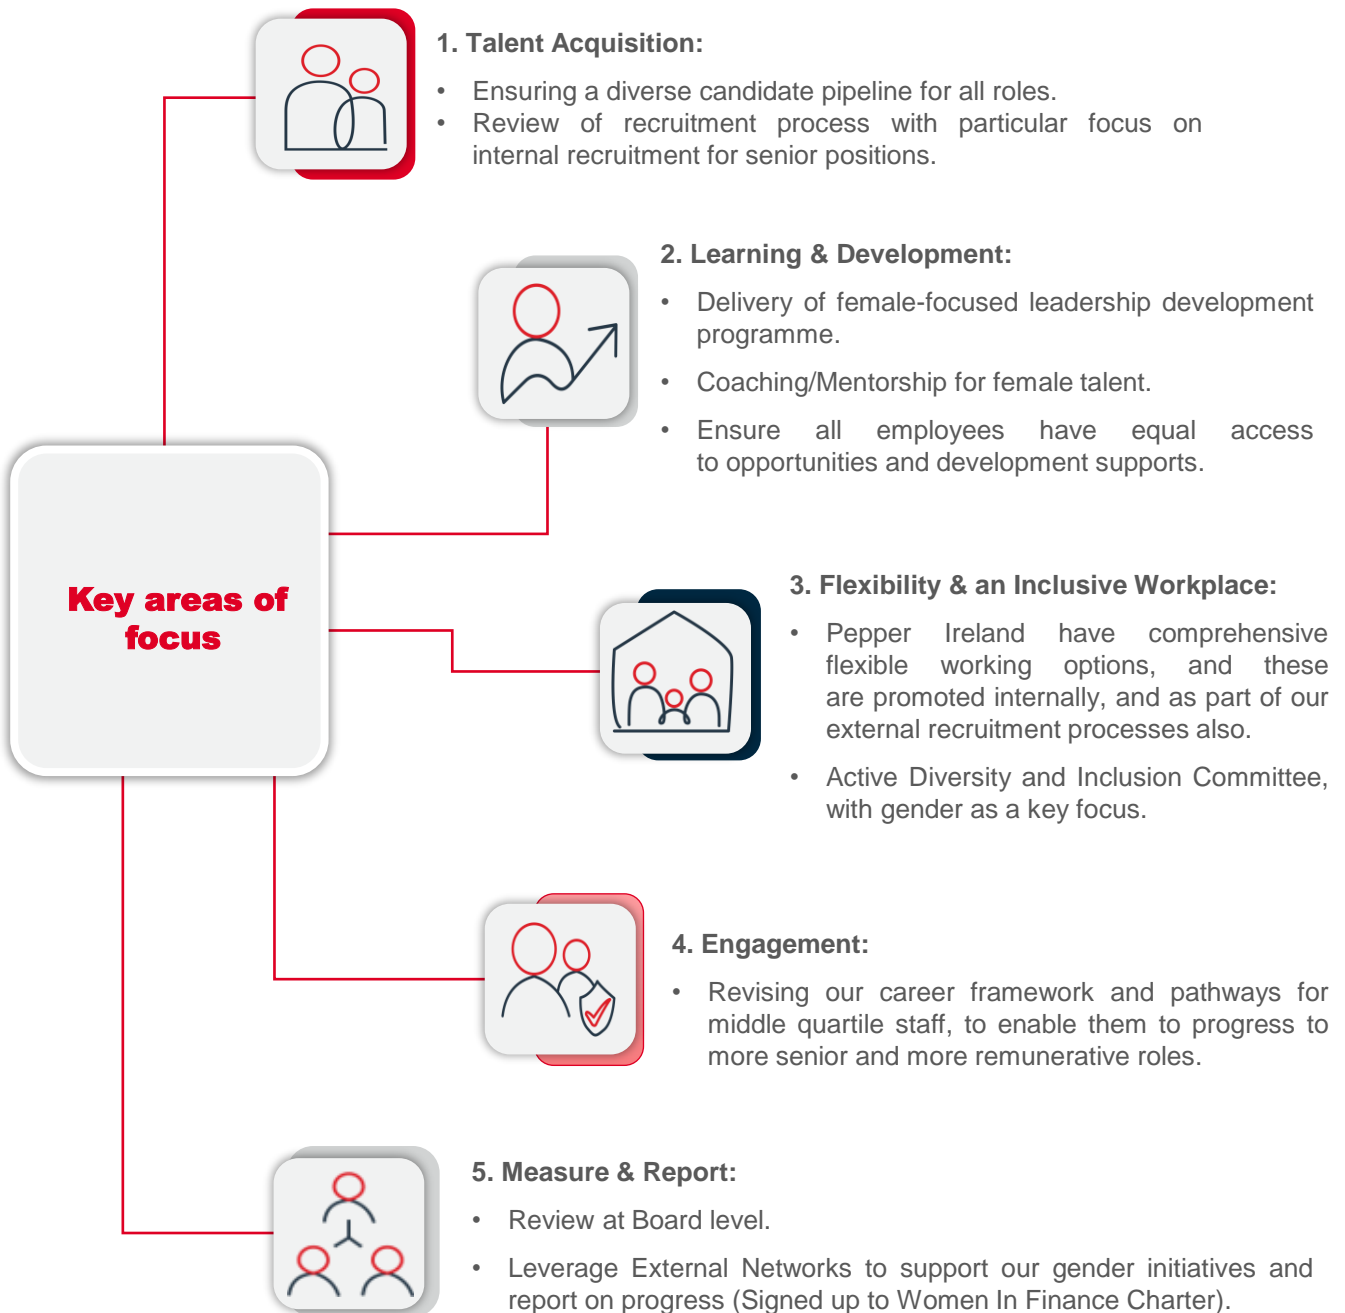 1. Talent Acquisition:
• Ensuring a diverse candidate pipeline for all roles.
• Review of recruitment process with particular focus on
internal recruitment for senior positions.
2. Learning & Development:
• Delivery of female-focused leadership development
programme.
• Coaching/Mentorship for female talent.
• Ensure all employees have equal access
to opportunities and development supports.
Key areas of
focus
3. Flexibility & an Inclusive Workplace:
• Pepper Ireland have comprehensive
flexible working options, and these
are promoted internally, and as part of our
external recruitment processes also.
• Active Diversity and Inclusion Committee,
with gender as a key focus.
4. Engagement:
• Revising our career framework and pathways for
middle quartile staff, to enable them to progress to
more senior and more remunerative roles.
5. Measure & Report:
• Review at Board level.
• Leverage External Networks to support our gender initiatives and
report on progress (Signed up to Women In Finance Charter).